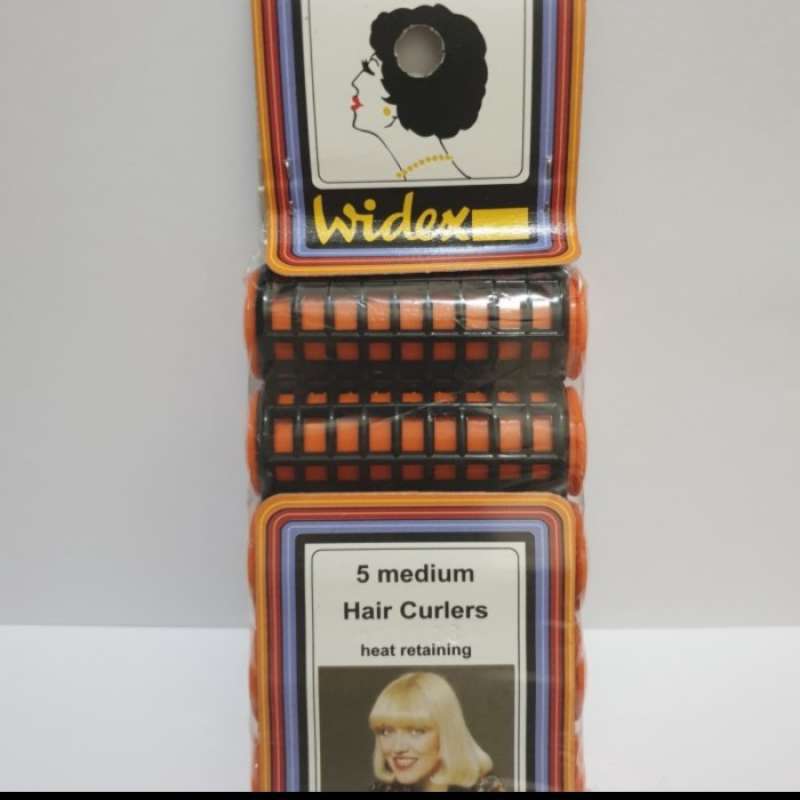 Widex
5 medium
Hair Curlers
heat retaining